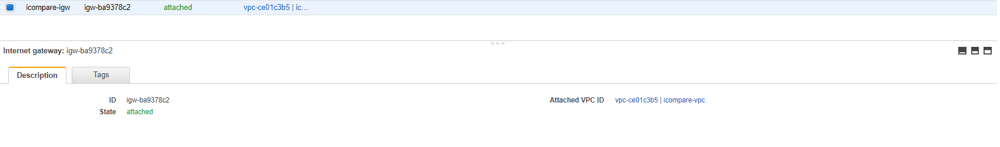 icompare-igw igw-ba9378c2 attached vpc-ce01c3b5 | ic...
Internet gateway: igw-ba9378c2
Description Tags
ID igw-ba9378c2 Attached VPC ID vpc-ce01c3b5 | icompare-vpc
State attached